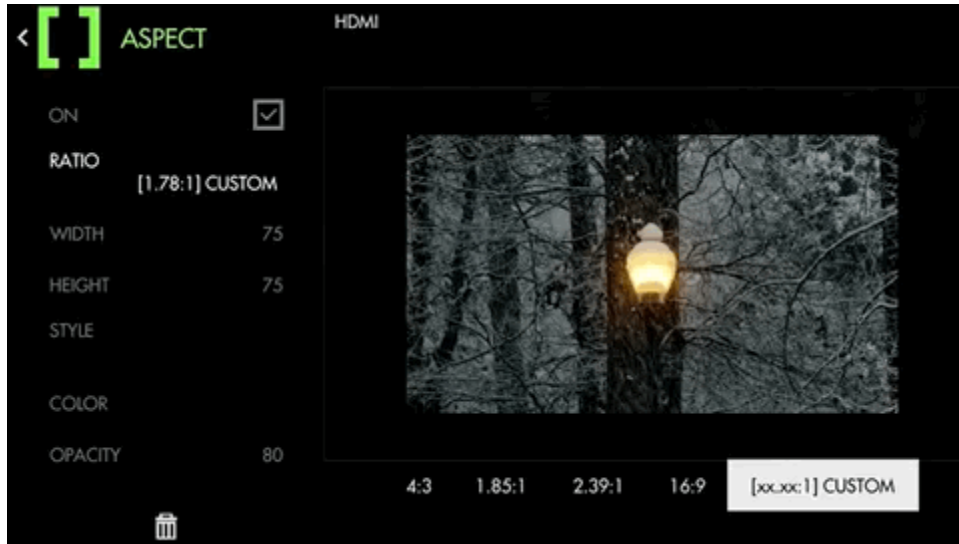 ASPECT
HDMI
ON
RATIO
[1.78:1] CUSTOM
WIDTH 75
HEIGHT 75
STYLE
COLOR
OPACITY 80
4:3 1.85:1 2.39:1 16:9 [xx.xx:1] CUSTOM